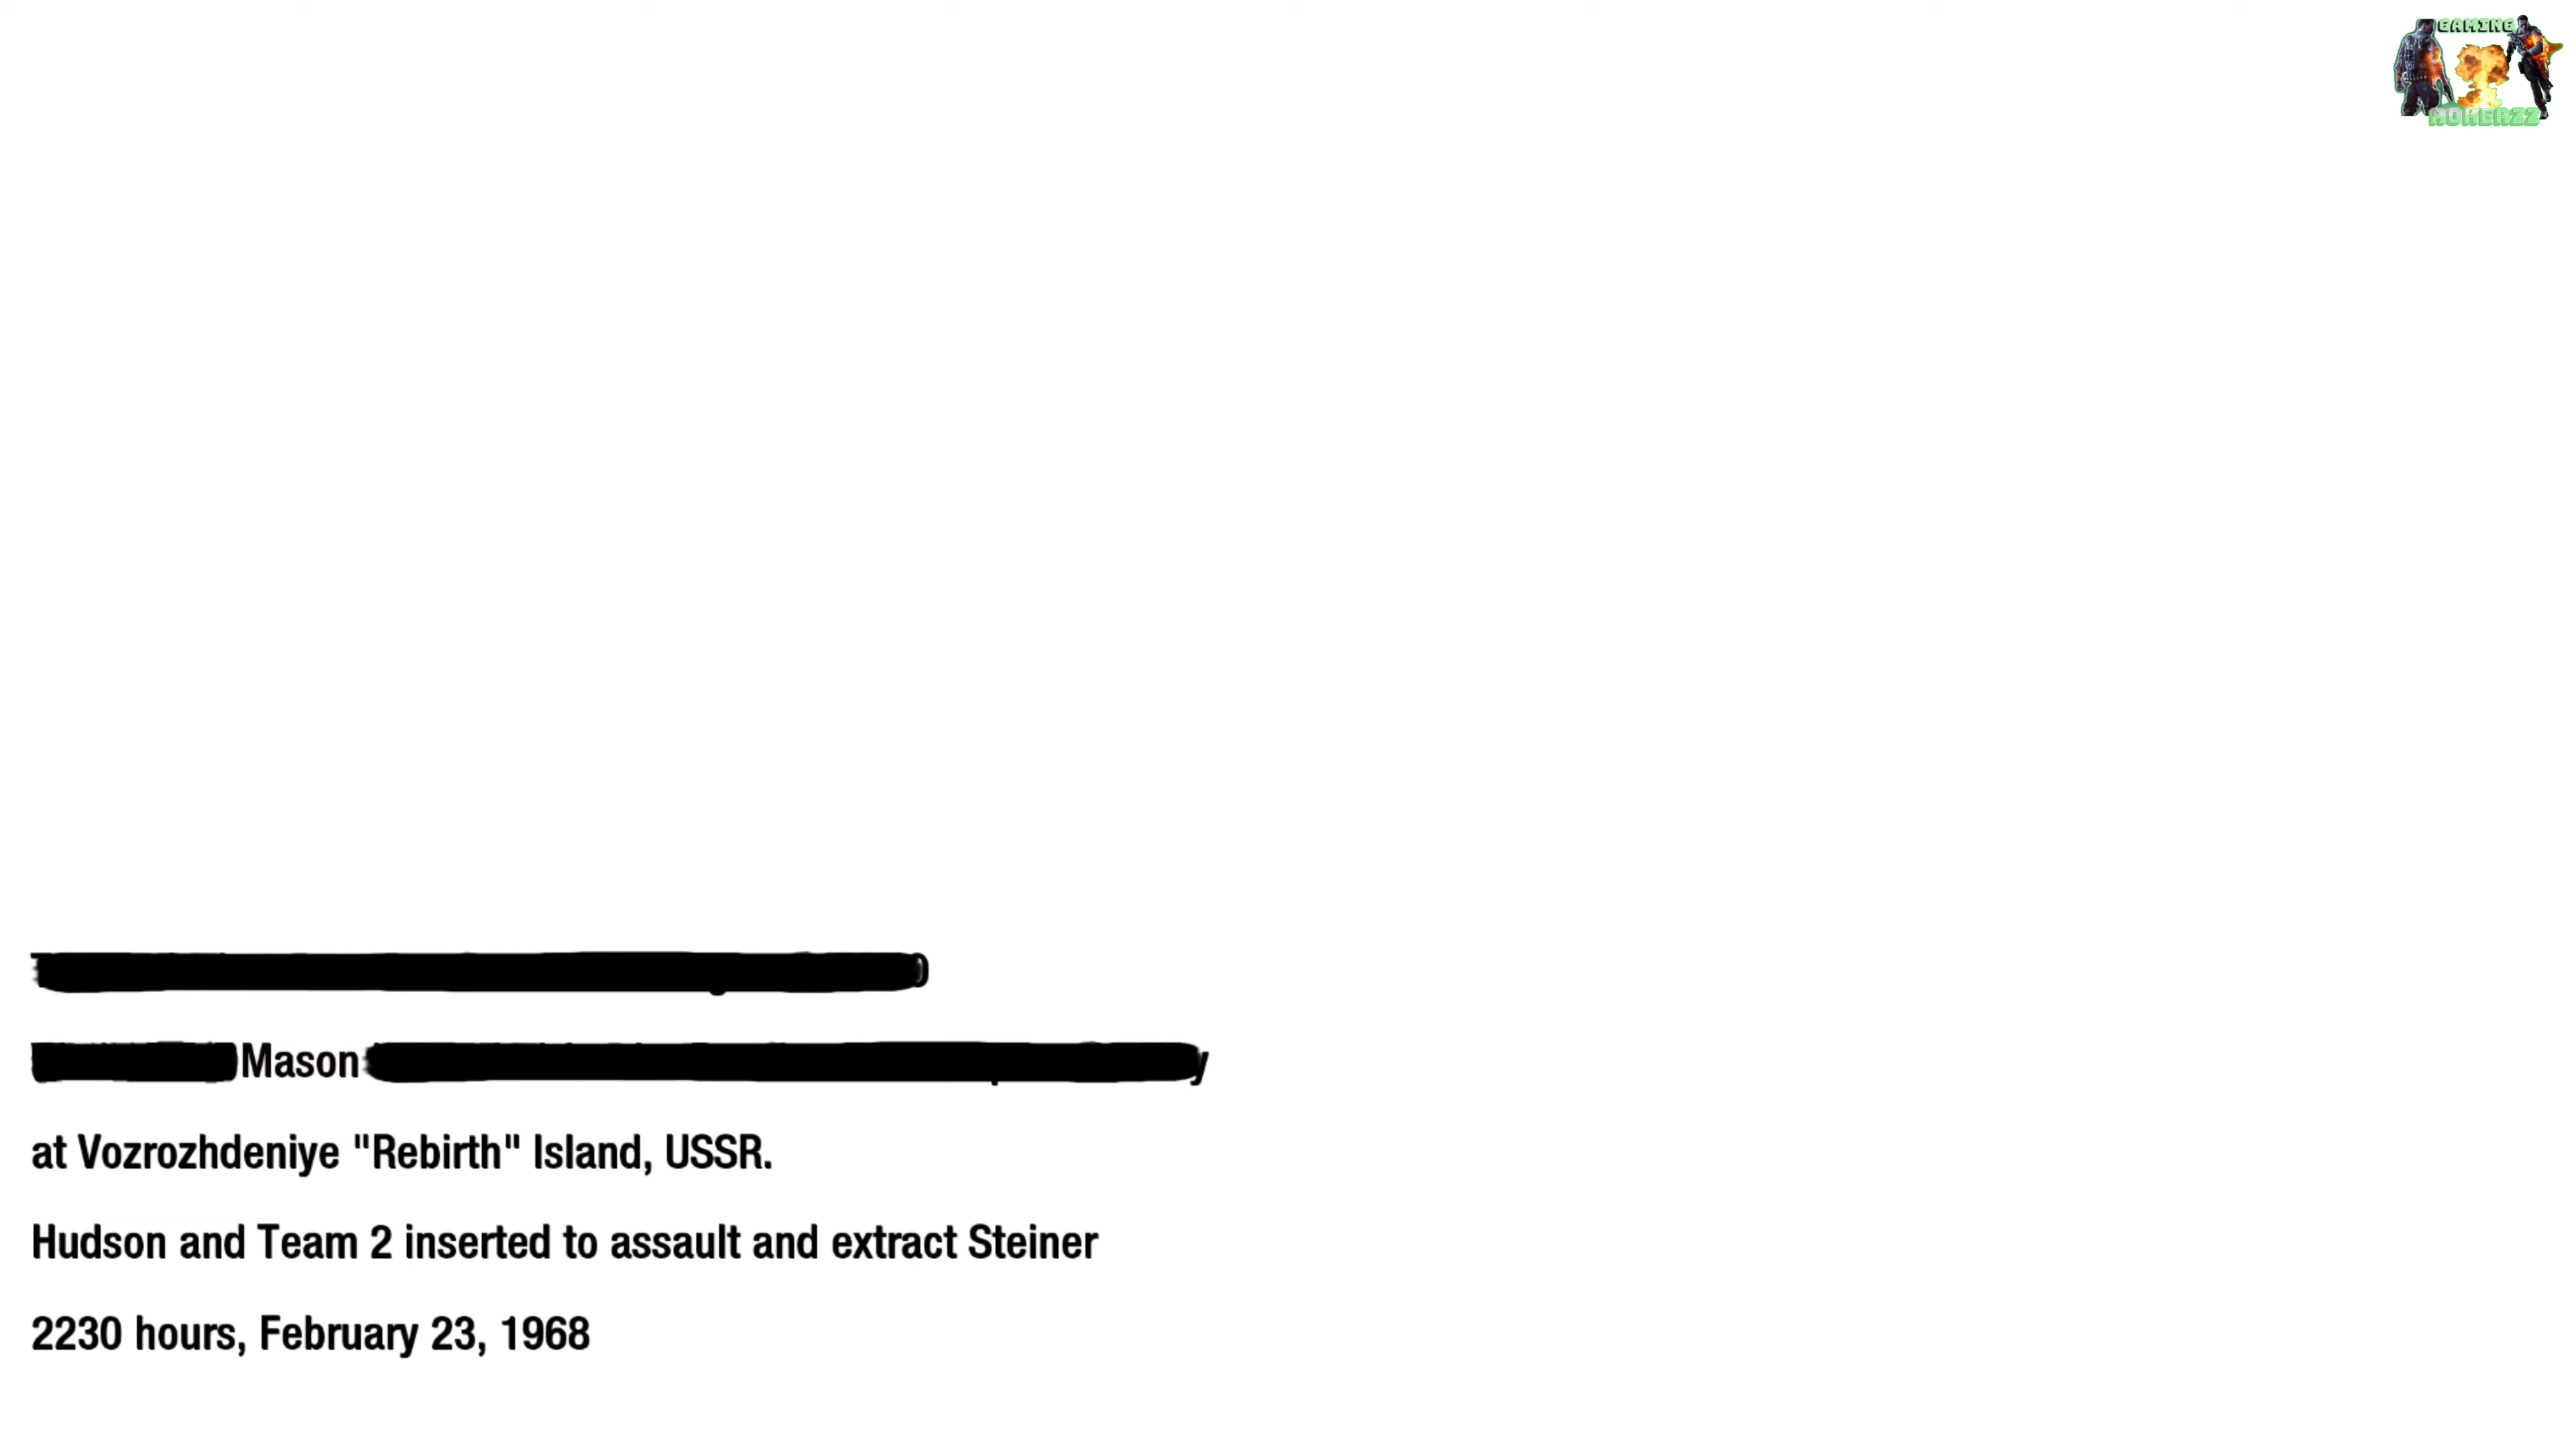 GAMING
Mason
at Vozrozhdeniye "Rebirth" Island, USSR.
Hudson and Team 2 inserted to assault and extract Steiner
2230 hours, February 23, 1968